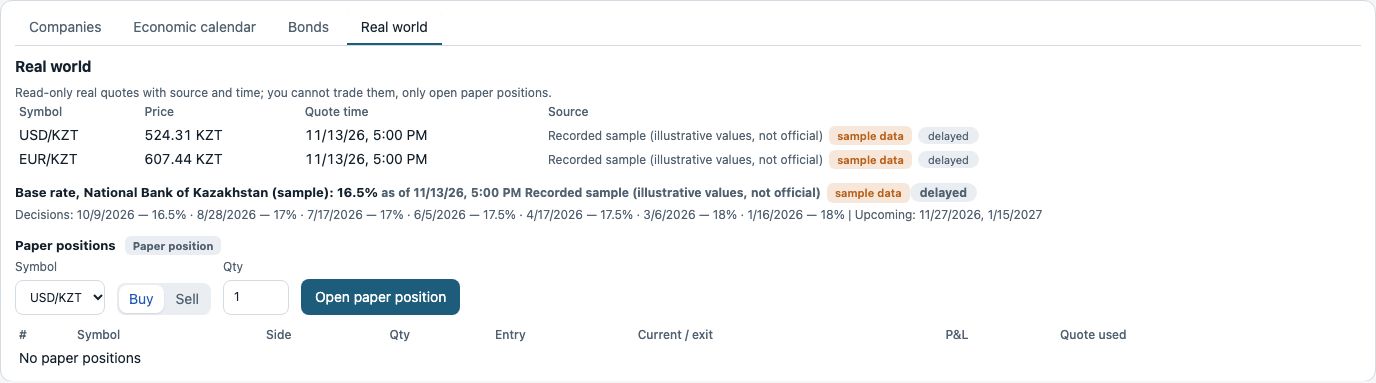 Companies Economic calendar Bonds Real world
Real world
Read-only real quotes with source and time; you cannot trade them, only open paper positions.
Symbol Price Quote time Source
USD/KZT 524.31 KZT 11/13/26, 5:00 PM Recorded sample (illustrative values, not official) sample data delayed
EUR/KZT 607.44 KZT 11/13/26, 5:00 PM Recorded sample (illustrative values, not official) sample data delayed
Base rate, National Bank of Kazakhstan (sample): 16.5% as of 11/13/26, 5:00 PM Recorded sample (illustrative values, not official) sample data delayed
Decisions: 10/9/2026 — 16.5% · 8/28/2026 — 17% · 7/17/2026 — 17% · 6/5/2026 — 17.5% · 4/17/2026 — 17.5% · 3/6/2026 — 18% · 1/16/2026 — 18% | Upcoming: 11/27/2026, 1/15/2027
Paper positions Paper position
Symbol Qty
USD/KZT Buy Sell 1 Open paper position
# Symbol Side Qty Entry Current / exit P&L Quote used
No paper positions